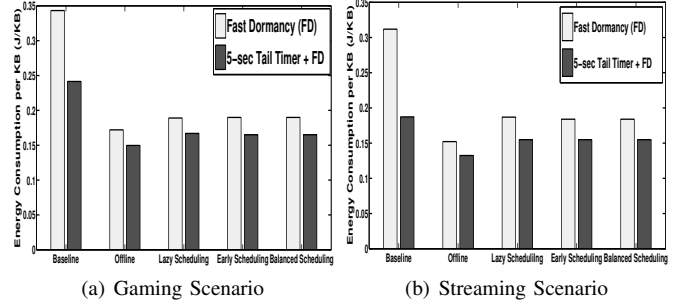 Energy Consumption per KB (J/KB)
0.35
0.3
0.25
0.2
0.15
0.1
0.05
0
Fast Dormancy (FD)
5-sec Tail Timer + FD
Baseline Offline Lazy Scheduling Early Scheduling Balanced Scheduling
(a) Gaming Scenario
Energy Consumption per KB (J/KB)
0.35
0.3
0.25
0.2
0.15
0.1
0.05
0
Fast Dormancy (FD)
5-sec Tail Timer + FD
Baseline Offline Lazy Scheduling Early Scheduling Balanced Scheduling
(b) Streaming Scenario